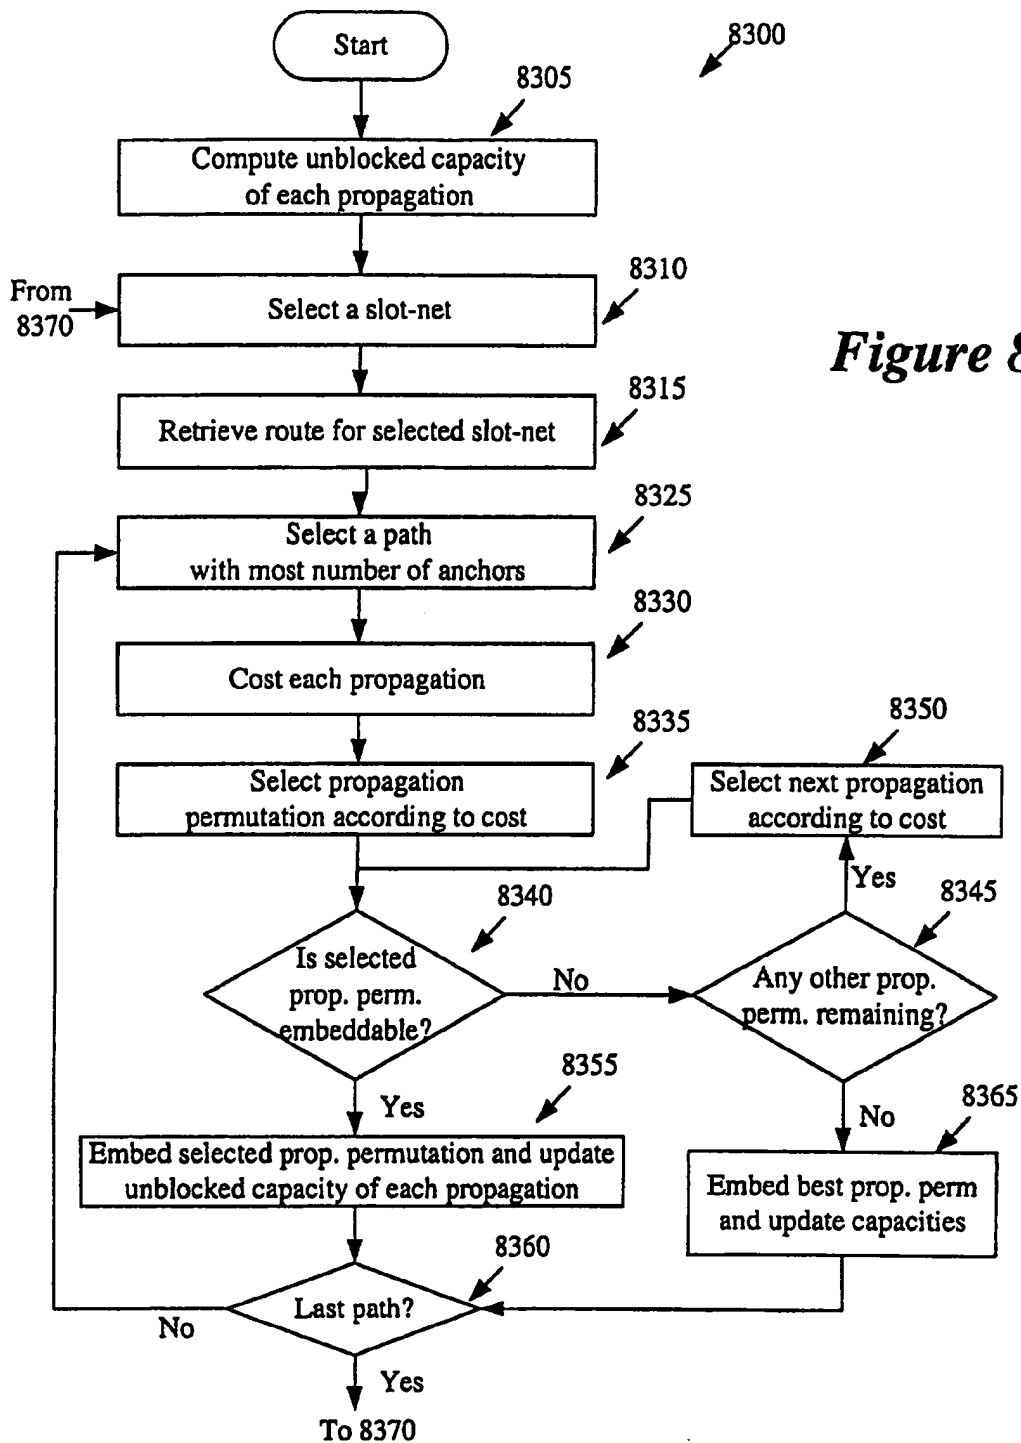 Start
8300
8305
Compute unblocked capacity
of each propagation
8310
From
8370
Select a slot-net
Figure 8
8315
Retrieve route for selected slot-net
8325
Select a path
with most number of anchors
8330
Cost each propagation
8335
Select propagation
permutation according to cost
8350
Select next propagation
according to cost
Yes
8340
8345
Is selected
prop. perm.
embeddable?
No
Any other prop.
perm. remaining?
8355
Yes
No
8365
Embed selected prop. permutation and update
unblocked capacity of each propagation
Embed best prop. perm
and update capacities
8360
Last path?
No
Yes
To 8370